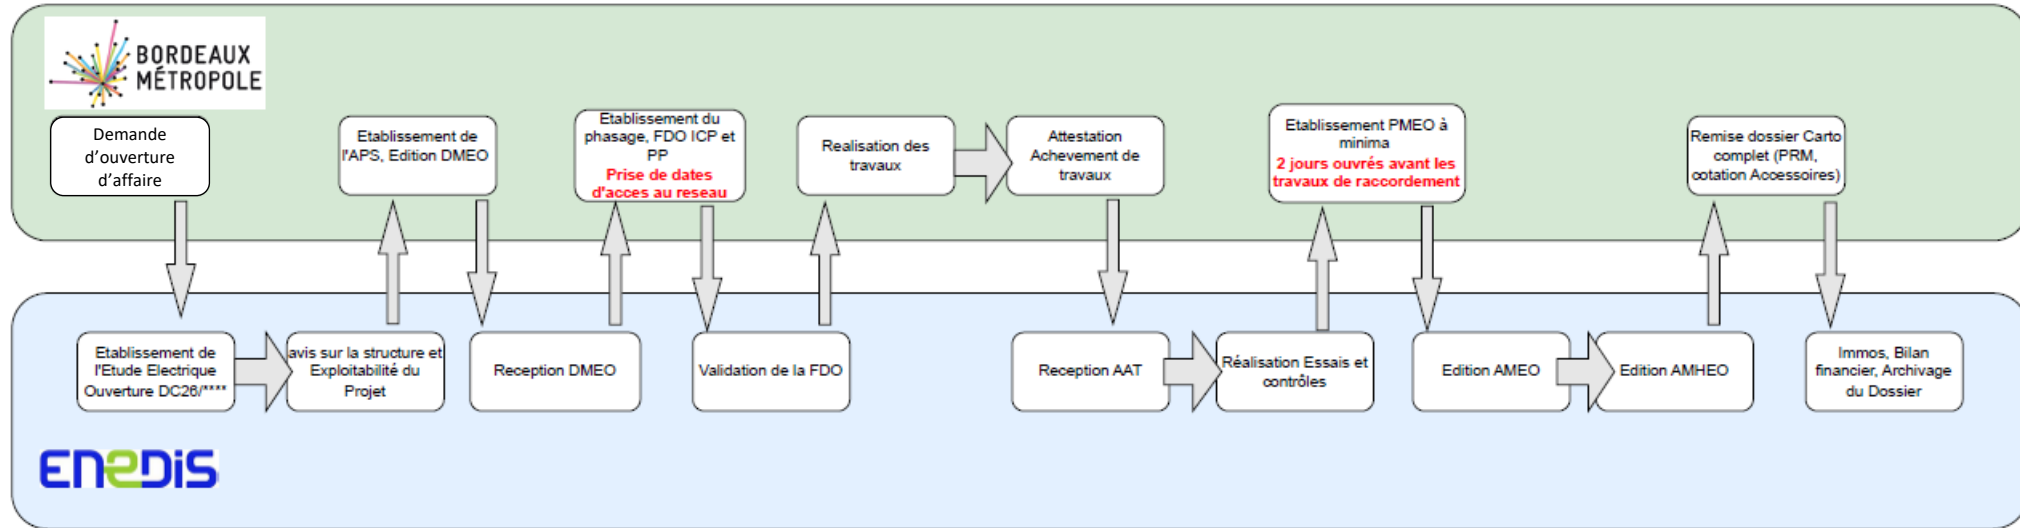 BORDEAUX
MÉTROPOLE
Demande
d’ouverture
d’affaire
Etablissement de
l'APS, Edition DMEO
Etablissement du
phasage, FDO ICP et
PP
Prise de dates
d'acces au reseau
Realisation des
travaux
Attestation
Achevement de
travaux
Etablissement PMEO à
minima
2 jours ouvrés avant les
travaux de raccordement
Remise dossier Carto
complet (PRM,
cotation Accessoires)
Etablissement de
l'Etude Electrique
Ouverture DC26/****
avis sur la structure et
Exploitabilité du
Projet
Reception DMEO
Validation de la FDO
Reception AAT
Réalisation Essais et
contrôles
Edition AMEO
Edition AMHEO
Immos, Bilan
financier, Archivage
du Dossier
ENEDIS